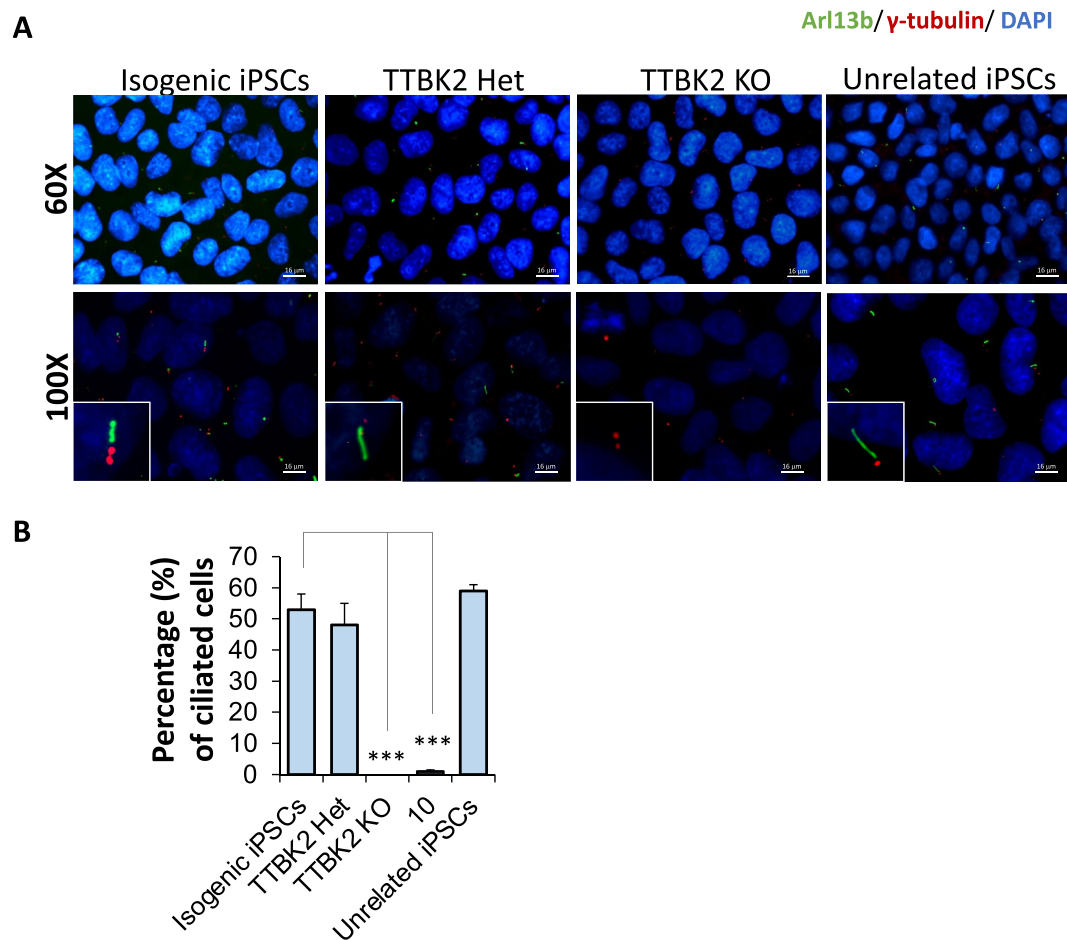 A
Arl13b/ γ-tubulin/ DAPI
Isogenic iPSCs
TTBK2 Het
TTBK2 KO
Unrelated iPSCs
60X
16 µm
16 µm
16 µm
16 µm
100X
16 µm
16 µm
16 µm
16 µm
B
Percentage (%)
of ciliated cells
70
60
50
40
30
20
10
0
***
***
Isogenic iPSCs
TTBK2 Het
TTBK2 KO
10
Unrelated iPSCs